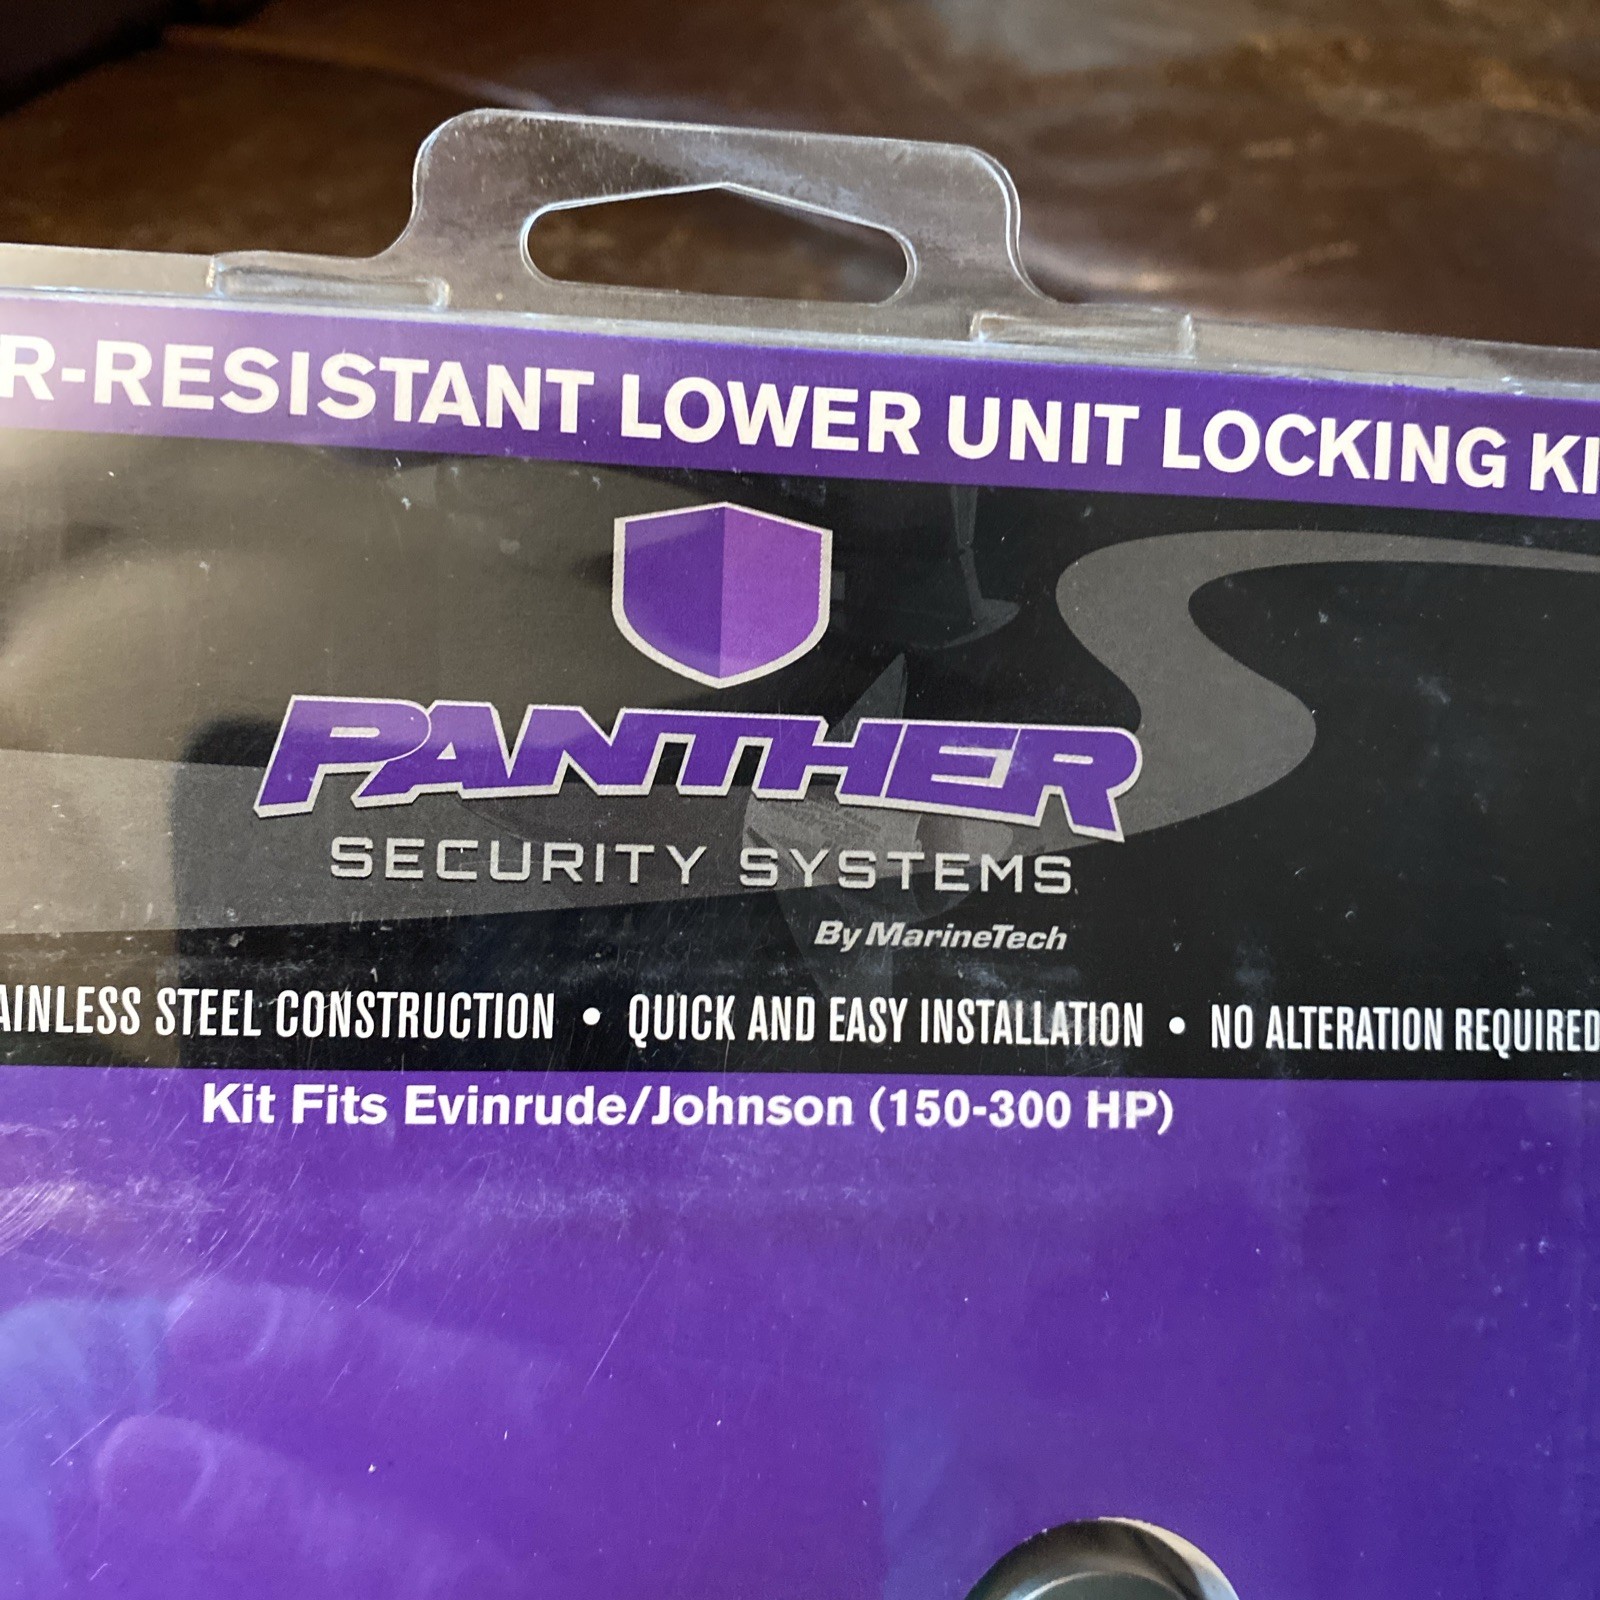 R-RESISTANT LOWER UNIT LOCKING KI
PANTHER
SECURITY SYSTEMS
By MarineTech
AINLESS STEEL CONSTRUCTION • QUICK AND EASY INSTALLATION • NO ALTERATION REQUIRED
Kit Fits Evinrude/Johnson (150-300 HP)